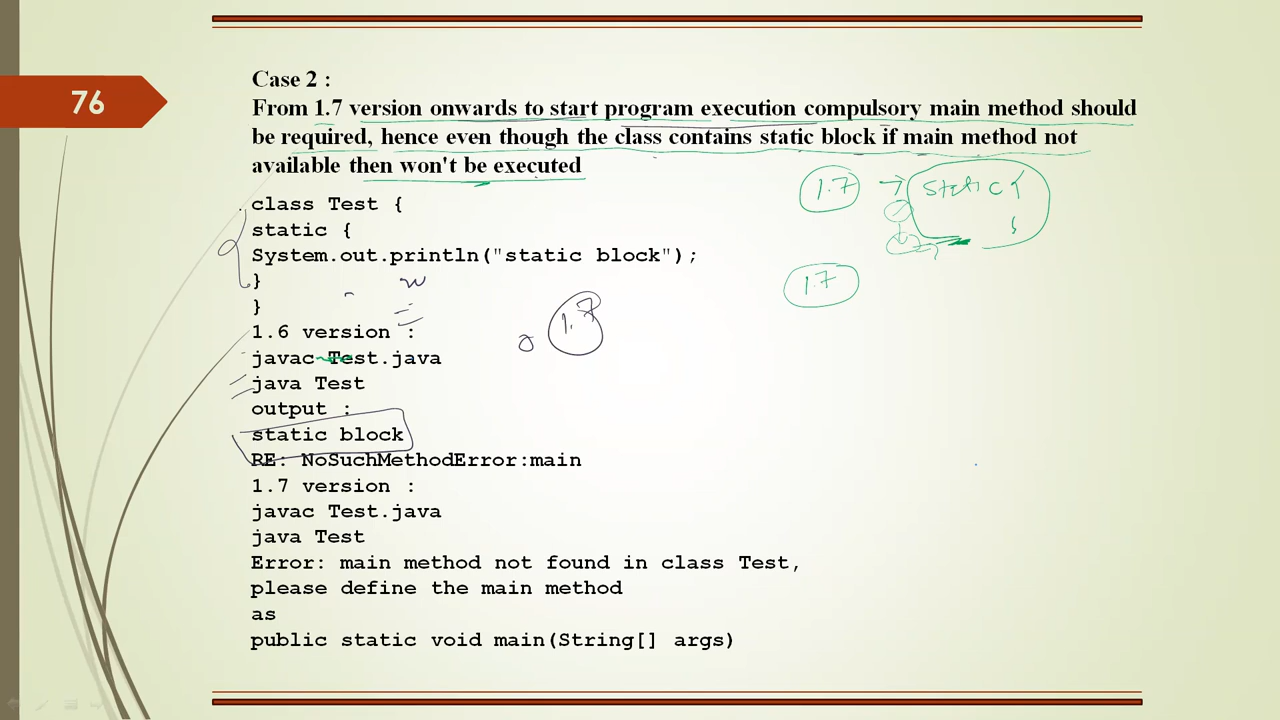 76
Case 2 :
From 1.7 version onwards to start program execution compulsory main method should
be required, hence even though the class contains static block if main method not
available then won't be executed
class Test {
static {
System.out.println("static block");
}
}
1.6 version :
javac Test.java
java Test
output :
static block
RE: NoSuchMethodError:main
1.7 version :
javac Test.java
java Test
Error: main method not found in class Test,
please define the main method
as
public static void main(String[] args)
1.7
static {
}
1.7
1.7